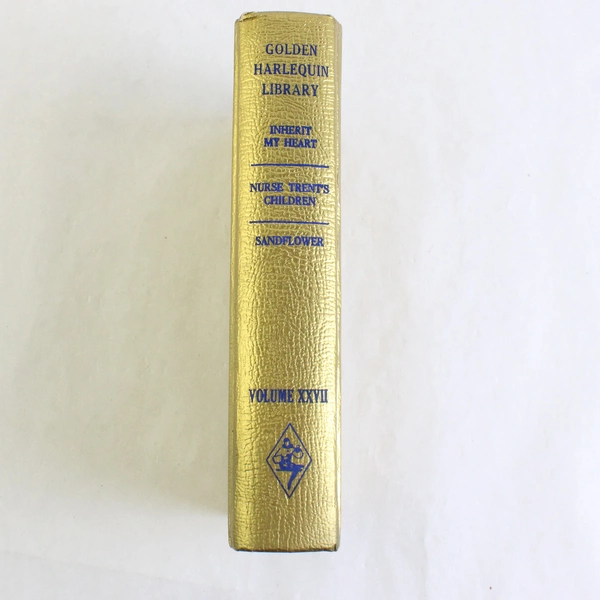 GOLDEN
HARLEQUIN
LIBRARY
INHERIT
MY HEART
NURSE TRENT'S
CHILDREN
SANDFLOWER
VOLUME XXVII